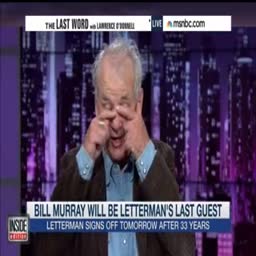 THE LAST WORD WITH LAWRENCE O'DONNELL
LIVE
msnbc.com
BILL MURRAY WILL BE LETTERMAN'S LAST GUEST
LETTERMAN SIGNS OFF TOMORROW AFTER 33 YEARS
INSIDE
EDITION